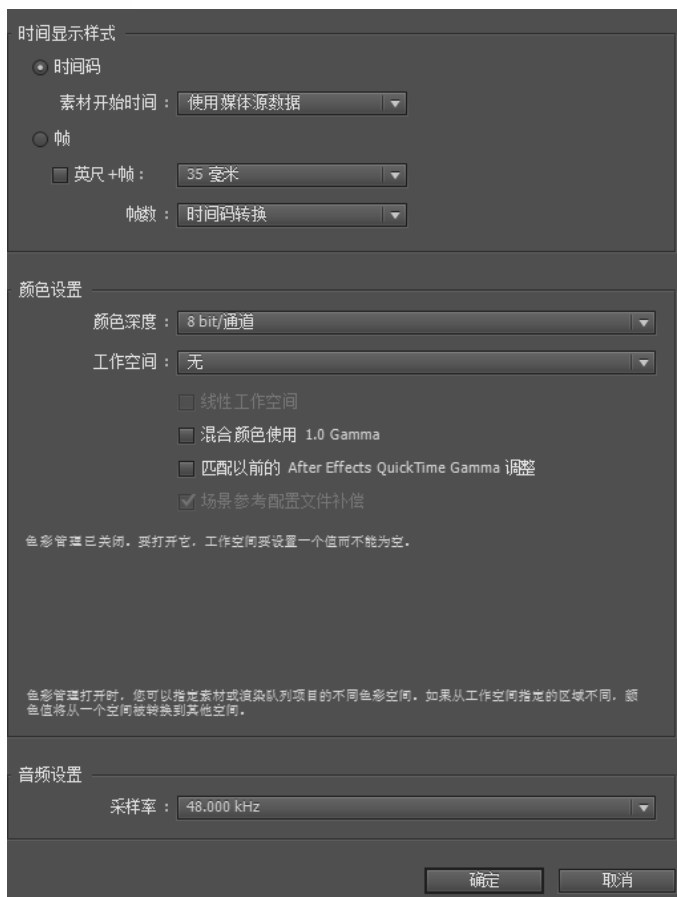 时间显示样式
时间码
素材开始时间： 使用媒体源数据
帧
英尺+帧： 35 毫米
帧数： 时间码转换
颜色设置
颜色深度： 8 bit/通道
工作空间： 无
线性工作空间
混合颜色使用 1.0 Gamma
匹配以前的 After Effects QuickTime Gamma 调整
场景参考配置文件补偿
色彩管理已关闭. 要打开它, 工作空间要设置一个值而不能为空.
色彩管理打开时, 您可以指定素材或渲染队列项目的不同色彩空间. 如果从工作空间指定的区域不同, 颜
色值将从一个空间被转换到其他空间.
音频设置
采样率： 48.000 kHz
确定 取消